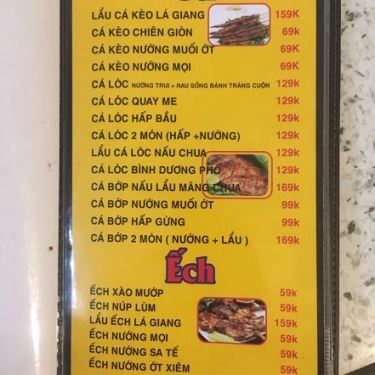 LẨU CÁ KÈO LÁ GIANG 159K
CÁ KÈO CHIÊN GIÒN 69k
CÁ KÈO NƯỚNG MUỐI ỚT 69K
CÁ KÈO NƯỚNG MỌI 69K
CÁ LÓC NƯỚNG TRUI + RAU SỐNG BÁNH TRÁNG CUỘN 129k
CÁ LÓC QUAY ME 129k
CÁ LÓC HẤP BẦU 129k
CÁ LÓC 2 MÓN (HẤP +NƯỚNG) 129k
LẨU CÁ LÓC NẤU CHUA 129k
CÁ LÓC BÌNH DƯƠNG PHỐ 129k
CÁ BỚP NẤU LẨU MĂNG CHUA 169k
CÁ BỚP NƯỚNG MUỐI ỚT 99k
CÁ BỚP HẤP GỪNG 99k
CÁ BỚP 2 MÓN ( NƯỚNG + LẨU ) 169k
Ếch
ẾCH XÀO MƯỚP 59k
ẾCH NÚP LÙM 59k
LẨU ẾCH LÁ GIANG 159k
ẾCH NƯỚNG MỌI 59k
ẾCH NƯỚNG SA TẾ 59k
ẾCH NƯỚNG ỚT XIÊM 59k